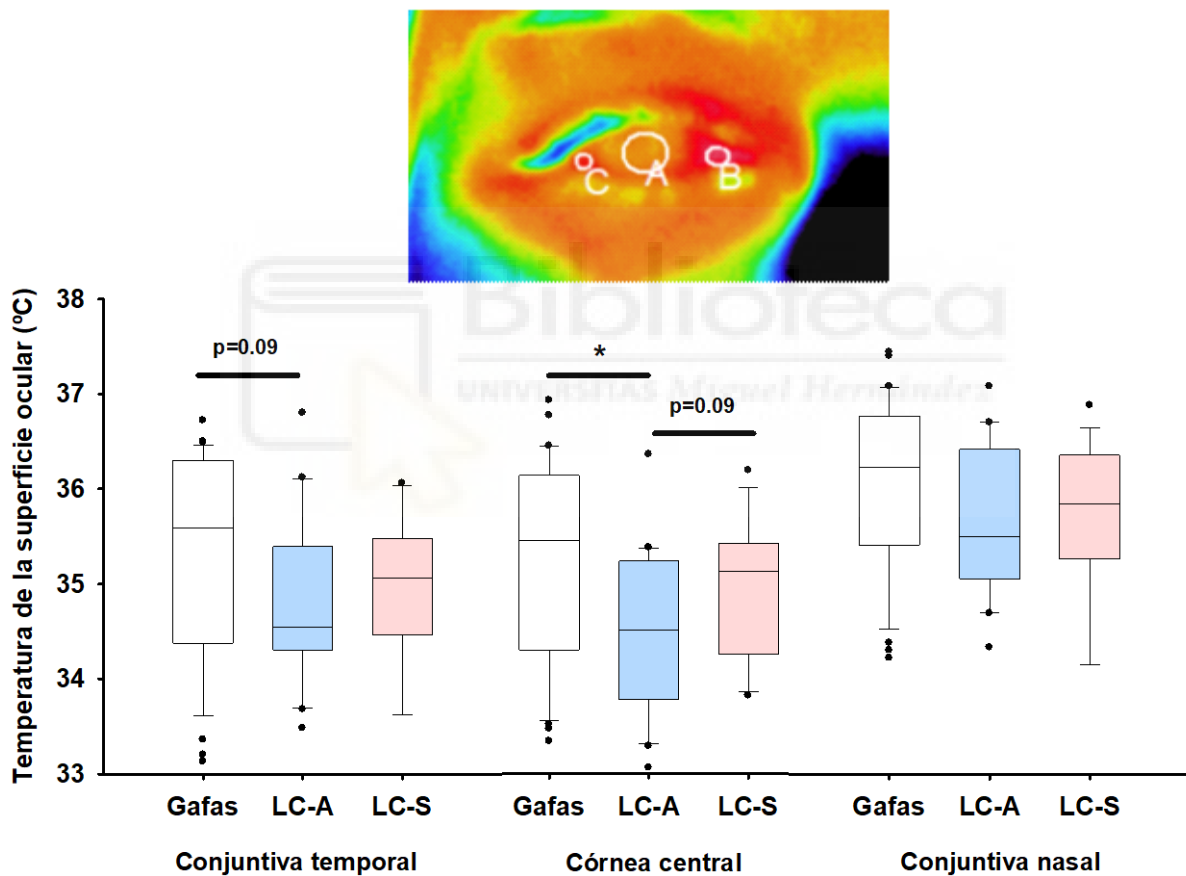 C A B
Biblioteca
UNIVERSITAS Miguel Hernández
Temperatura de la superficie ocular (ºC)
38
37
36
35
34
33
p=0.09
*
p=0.09
Gafas LC-A LC-S Gafas LC-A LC-S Gafas LC-A LC-S
Conjuntiva temporal Córnea central Conjuntiva nasal